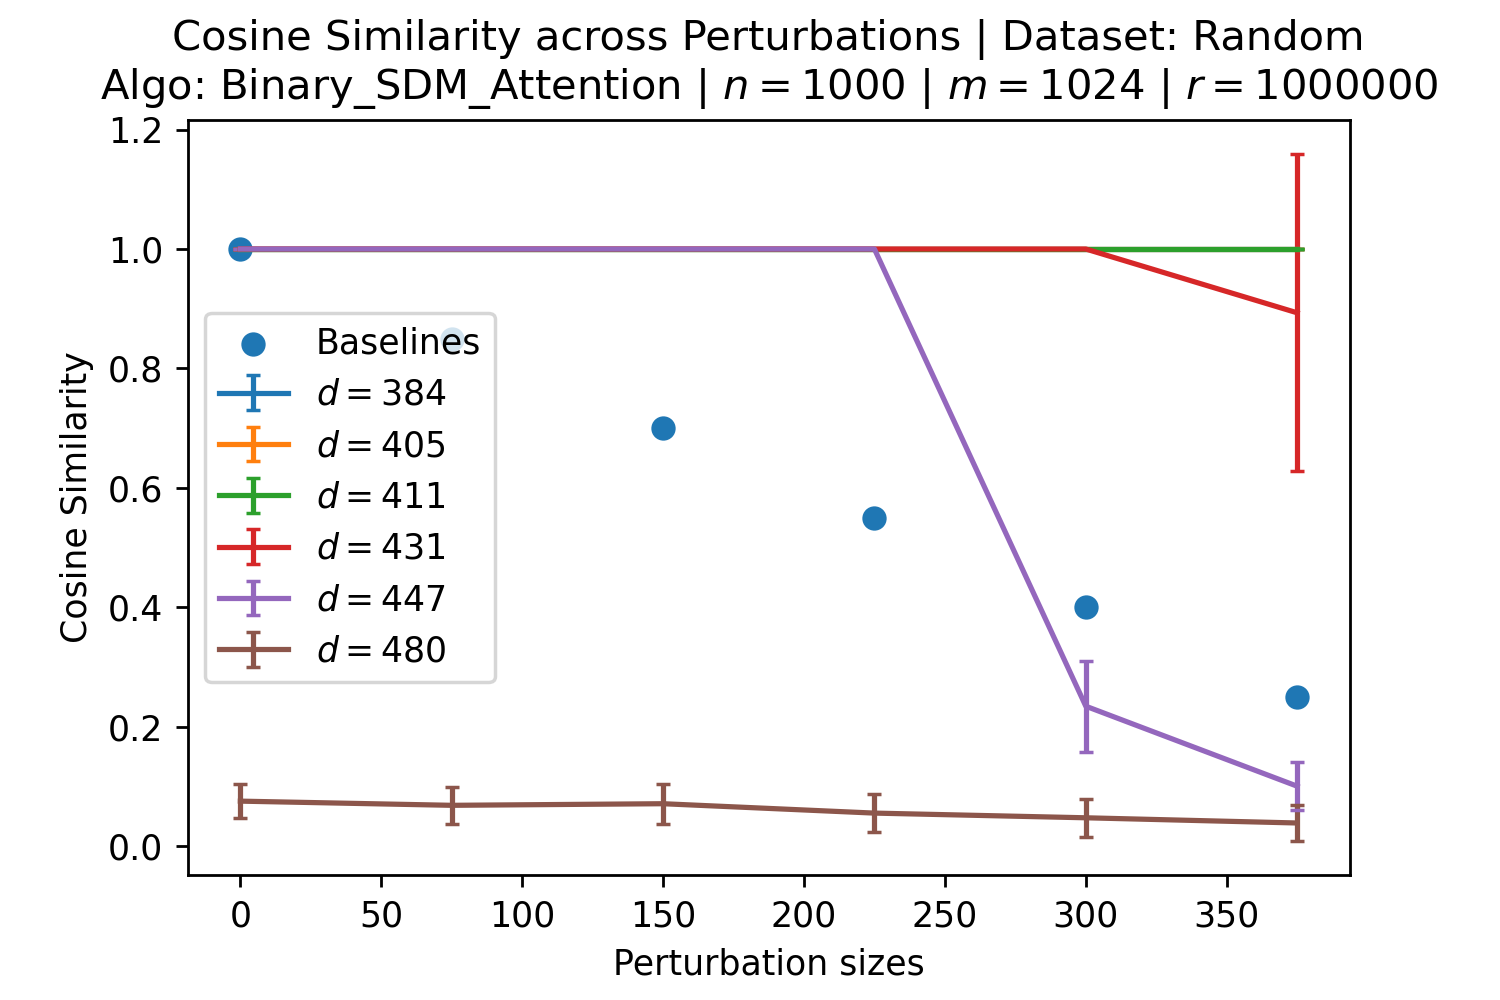 Cosine Similarity across Perturbations | Dataset: Random
Algo: Binary_SDM_Attention | n = 1000 | m = 1024 | r = 1000000
1.2
1.0
0.8
0.6
0.4
0.2
0.0
Cosine Similarity
Baselines
d = 384
d = 405
d = 411
d = 431
d = 447
d = 480
0 50 100 150 200 250 300 350
Perturbation sizes